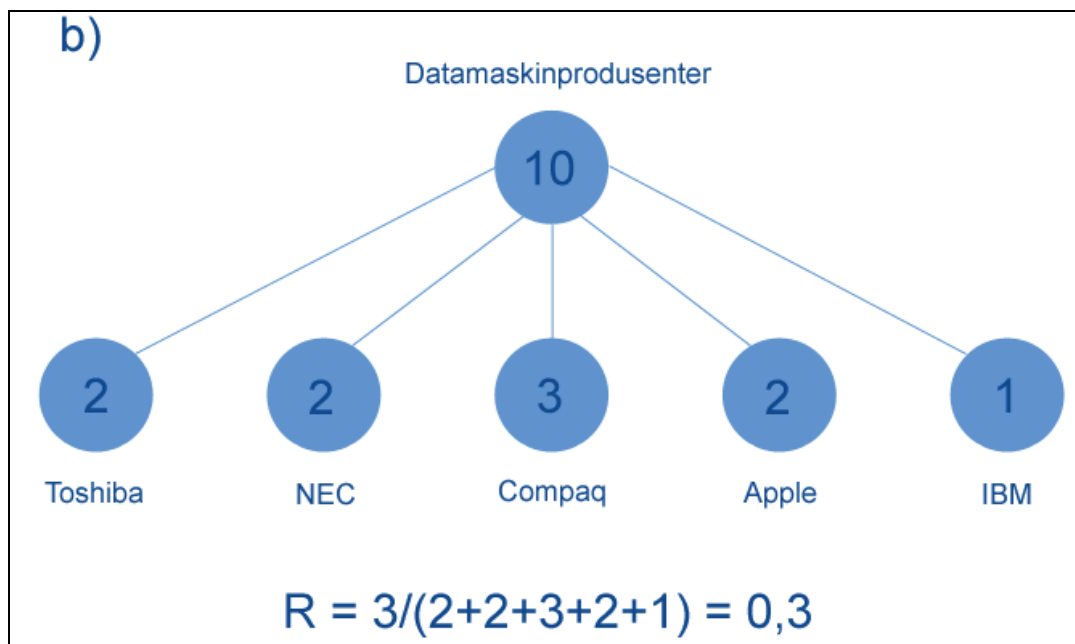 b)
Datamaskinprodusenter
10
2 2 3 2 1
Toshiba NEC Compaq Apple IBM
R = 3/(2+2+3+2+1) = 0,3